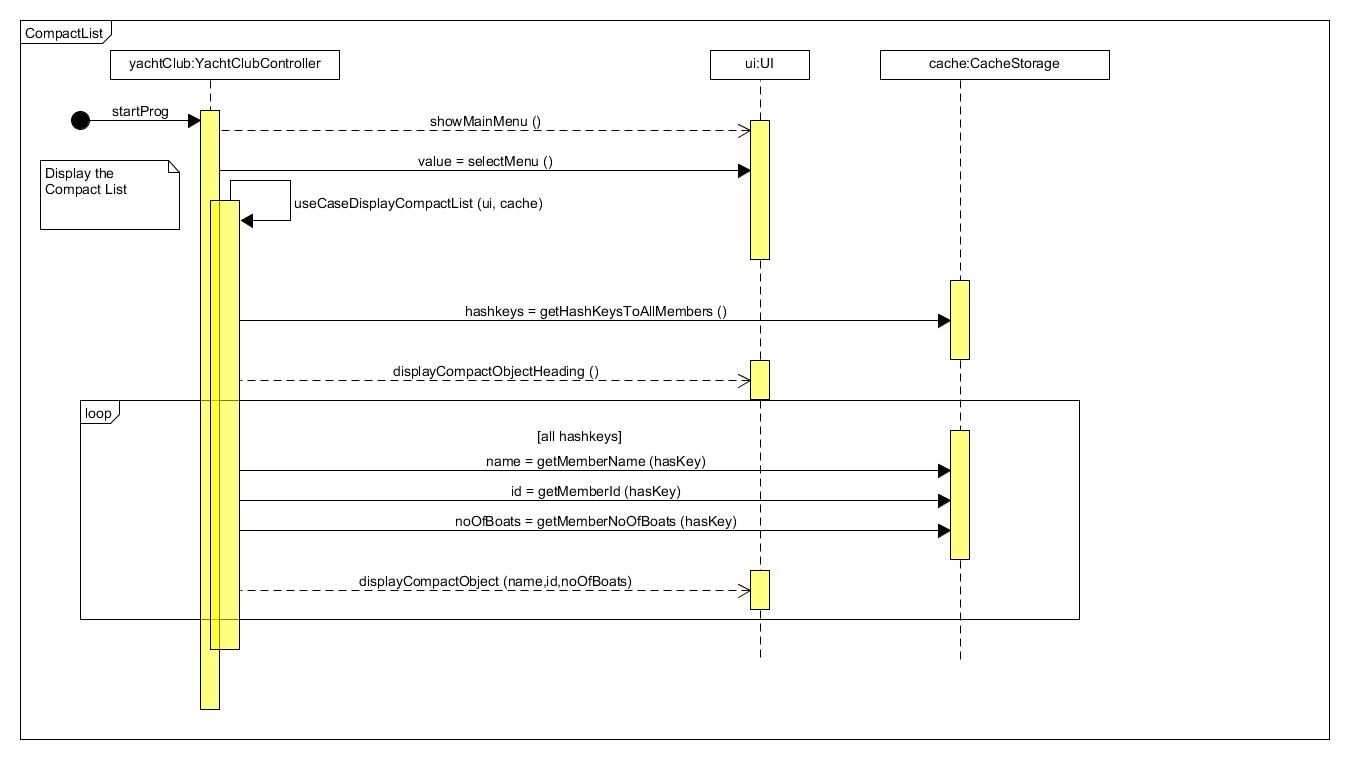 CompactList
yachtClub:YachtClubController
ui:UI
cache:CacheStorage
startProg
showMainMenu ()
Display the
Compact List
value = selectMenu ()
useCaseDisplayCompactList (ui, cache)
hashkeys = getHashKeysToAllMembers ()
displayCompactObjectHeading ()
loop
[all hashkeys]
name = getMemberName (hasKey)
id = getMemberId (hasKey)
noOfBoats = getMemberNoOfBoats (hasKey)
displayCompactObject (name,id,noOfBoats)